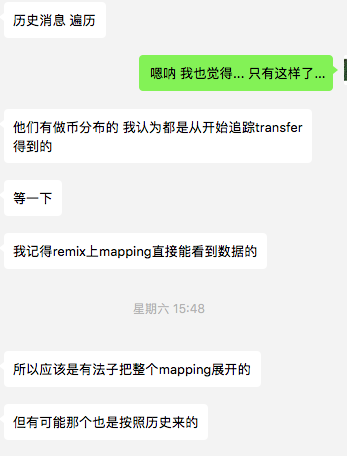 历史消息 遍历
嗯呐 我也觉得... 只有这样了...
他们有做币分布的 我认为都是从开始追踪transfer
得到的
等一下
我记得remix上mapping直接能看到数据的
星期六 15:48
所以应该是有法子把整个mapping展开的
但有可能那个也是按照历史来的